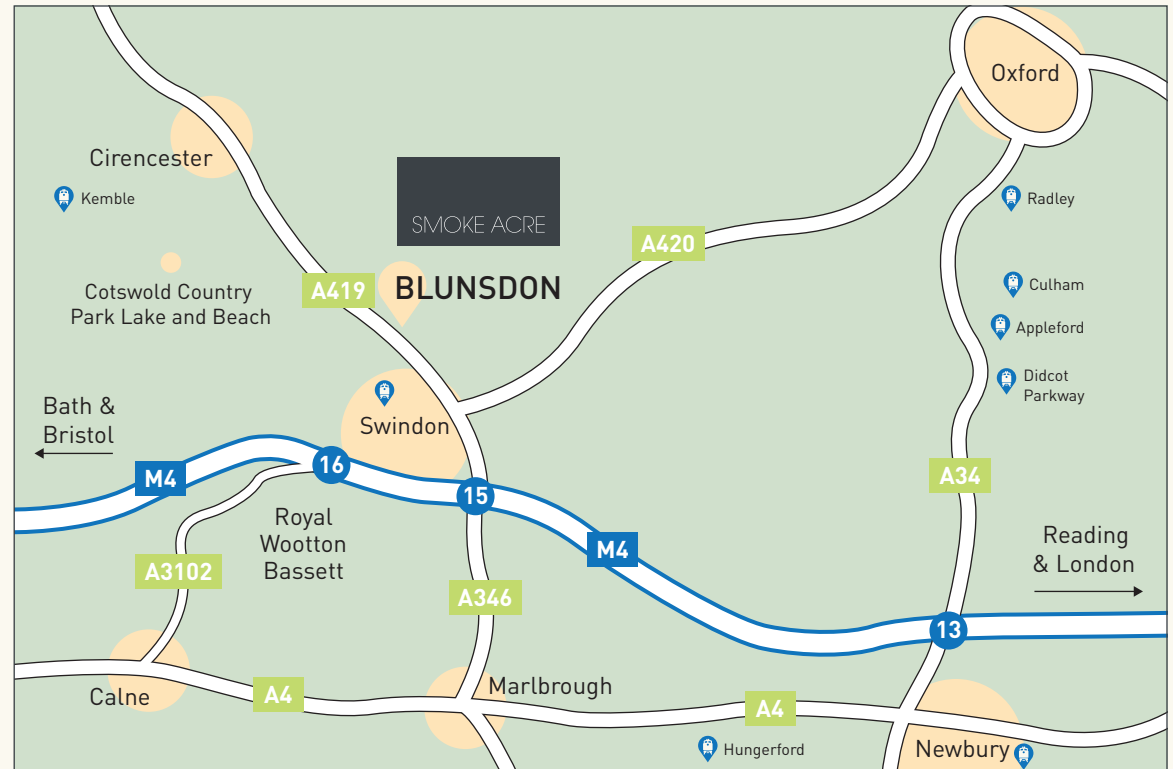 Oxford
Cirencester
Kemble
Radley
SMOKE ACRE
A420
A419
BLUNSDON
Culham
Cotswold Country
Park Lake and Beach
Appleford
Didcot
Parkway
Bath &
Bristol
Swindon
16
M4
15
A34
Royal
Wootton
Bassett
M4
Reading
& London
A3102
A346
13
Calne
A4
Marlbrough
A4
Hungerford
Newbury